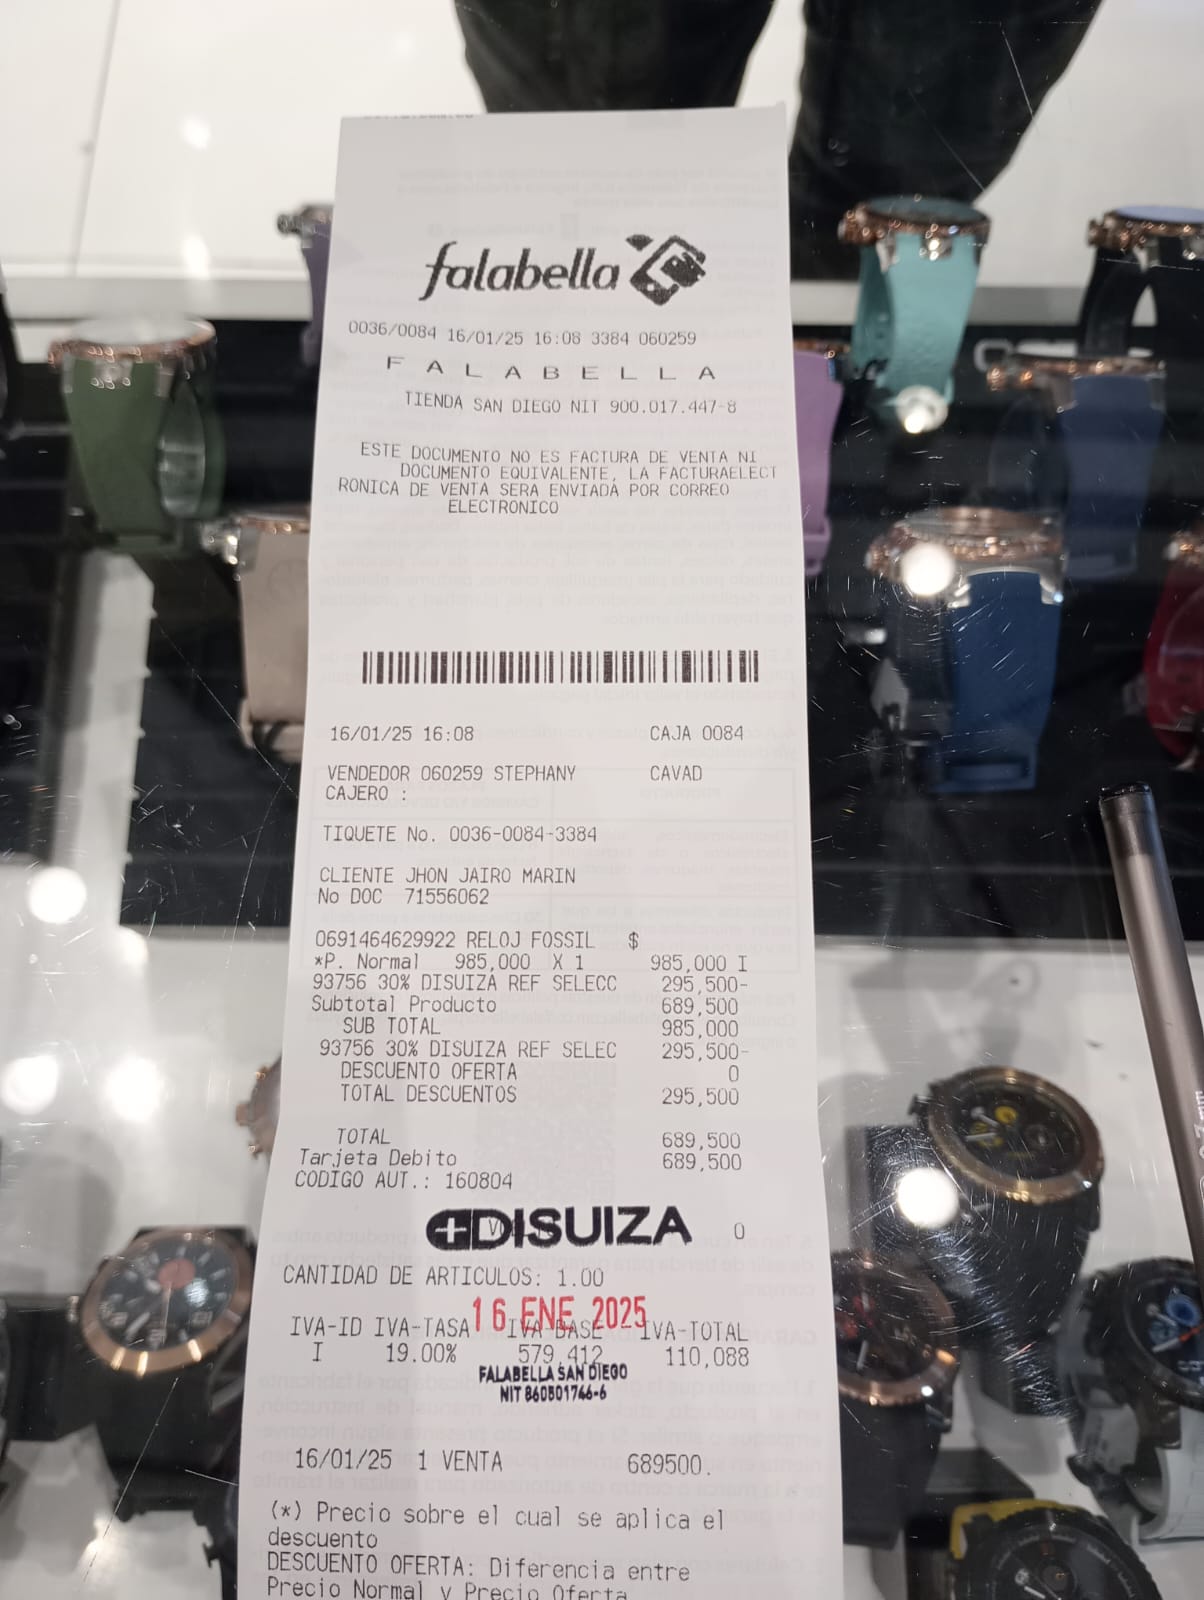 falabella
0036/0084 16/01/25 16:08 3384 060259
F A L A B E L L A
TIENDA SAN DIEGO NIT 900.017.447-8
ESTE DOCUMENTO NO ES FACTURA DE VENTA NI
DOCUMENTO EQUIVALENTE, LA FACTURAELECT
RONICA DE VENTA SERA ENVIADA POR CORREO
ELECTRONICO
16/01/25 16:08 CAJA 0084
VENDEDOR 060259 STEPHANY CAVAD
CAJERO :
TIQUETE No. 0036-0084-3384
CLIENTE JHON JAIRO MARIN
No DOC 71556062
0691464629922 RELOJ FOSSIL $
*P. Normal 985,000 X 1 985,000 I
93756 30% DISUIZA REF SELECC 295,500-
Subtotal Producto 689,500
SUB TOTAL 985,000
93756 30% DISUIZA REF SELEC 295,500-
DESCUENTO OFERTA 0
TOTAL DESCUENTOS 295,500
TOTAL 689,500
Tarjeta Debito 689,500
CODIGO AUT.: 160804
DISUIZA 0
CANTIDAD DE ARTICULOS: 1.00
16 ENE 2025
IVA-ID IVA-TASA IVA-BASE IVA-TOTAL
I 19.00% 579,412 110,088
FALABELLA SAN DIEGO
NIT 860501746-6
16/01/25 1 VENTA 689500.
(*) Precio sobre el cual se aplica el
descuento
DESCUENTO OFERTA: Diferencia entre
Precio Normal y Precio Oferta